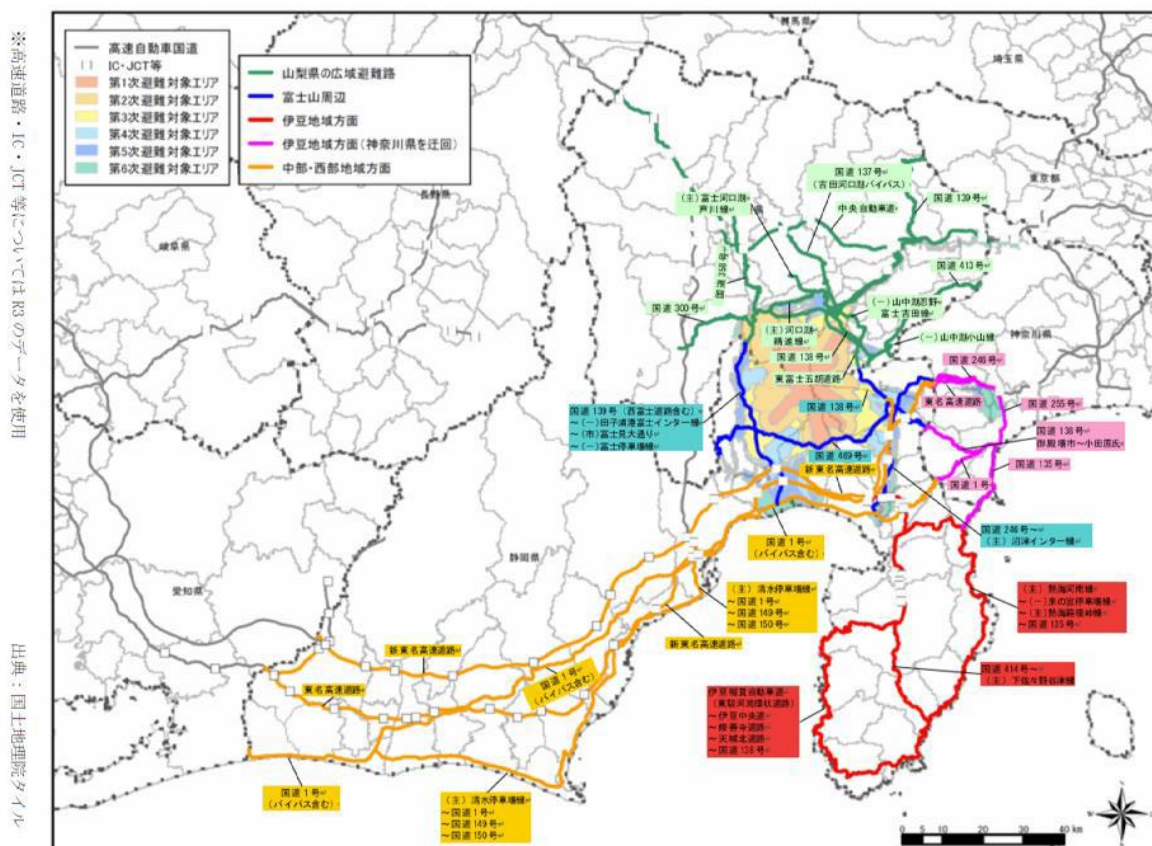 ※高速道路・IC・JCT 等については R3 のデータを使用
出典：国土地理院タイル
高速自動車国道
IC・JCT等
第1次避難対象エリア
第2次避難対象エリア
第3次避難対象エリア
第4次避難対象エリア
第5次避難対象エリア
第6次避難対象エリア
山梨県の広域避難路
富士山周辺
伊豆地域方面
伊豆地域方面(神奈川県を迂回)
中部・西部地域方面
群馬県
埼玉県
東京都
長野県
岐阜県
神奈川県
静岡県
愛知県
国道 137号
(吉田河口湖バイパス)
(主)富士河口湖
芦川線
中央自動車道
国道 139号
国道 413号
国道 300号
(主)河口湖
精進線
(一)山中湖忍野
富士吉田線
(一)山中湖小山線
国道 138号
東富士五湖道路
国道 246号
東名高速道路
国道 255号
国道 138号
国道 138号
御殿場市～小田原氏
国道 1号
国道 135号
国道 139号(西富士道路含む)
～(一)田子浦港富士インター線
～(市)富士見大通り
～(一)富士停車場線
国道 469号
新東名高速道路
国道 246号～
(主)沼津インター線
国道 1号
(バイパス含む)
(主)清水停車場線
～国道 1号
～国道 149号
～国道 150号
新東名高速道路
(主)熱海函南線
～(一)来の宮停車場線
～(主)熱海箱根峠線
～国道 135号
新東名高速道路
東名高速道路
国道 1号
(バイパス含む)
国道 414号～
(主)下佐ヶ野谷津線
伊豆縦貫自動車道
(東駿河湾環状道路)
～伊豆中央道
～修善寺道路
～天城北道路
～国道 136号
国道 1号
(バイパス含む)
(主)清水停車場線
～国道 1号
～国道 149号
～国道 150号
0 5 10 20 30 40 km